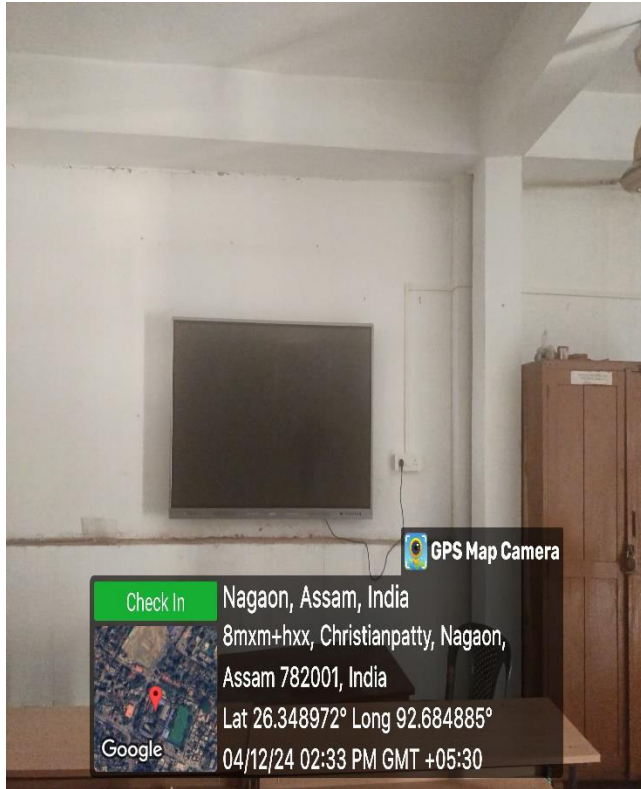 GPS Map Camera
Check In
Nagaon, Assam, India
8mxm+hxx, Christianpatty, Nagaon,
Assam 782001, India
Lat 26.348972° Long 92.684885°
04/12/24 02:33 PM GMT +05:30
Google